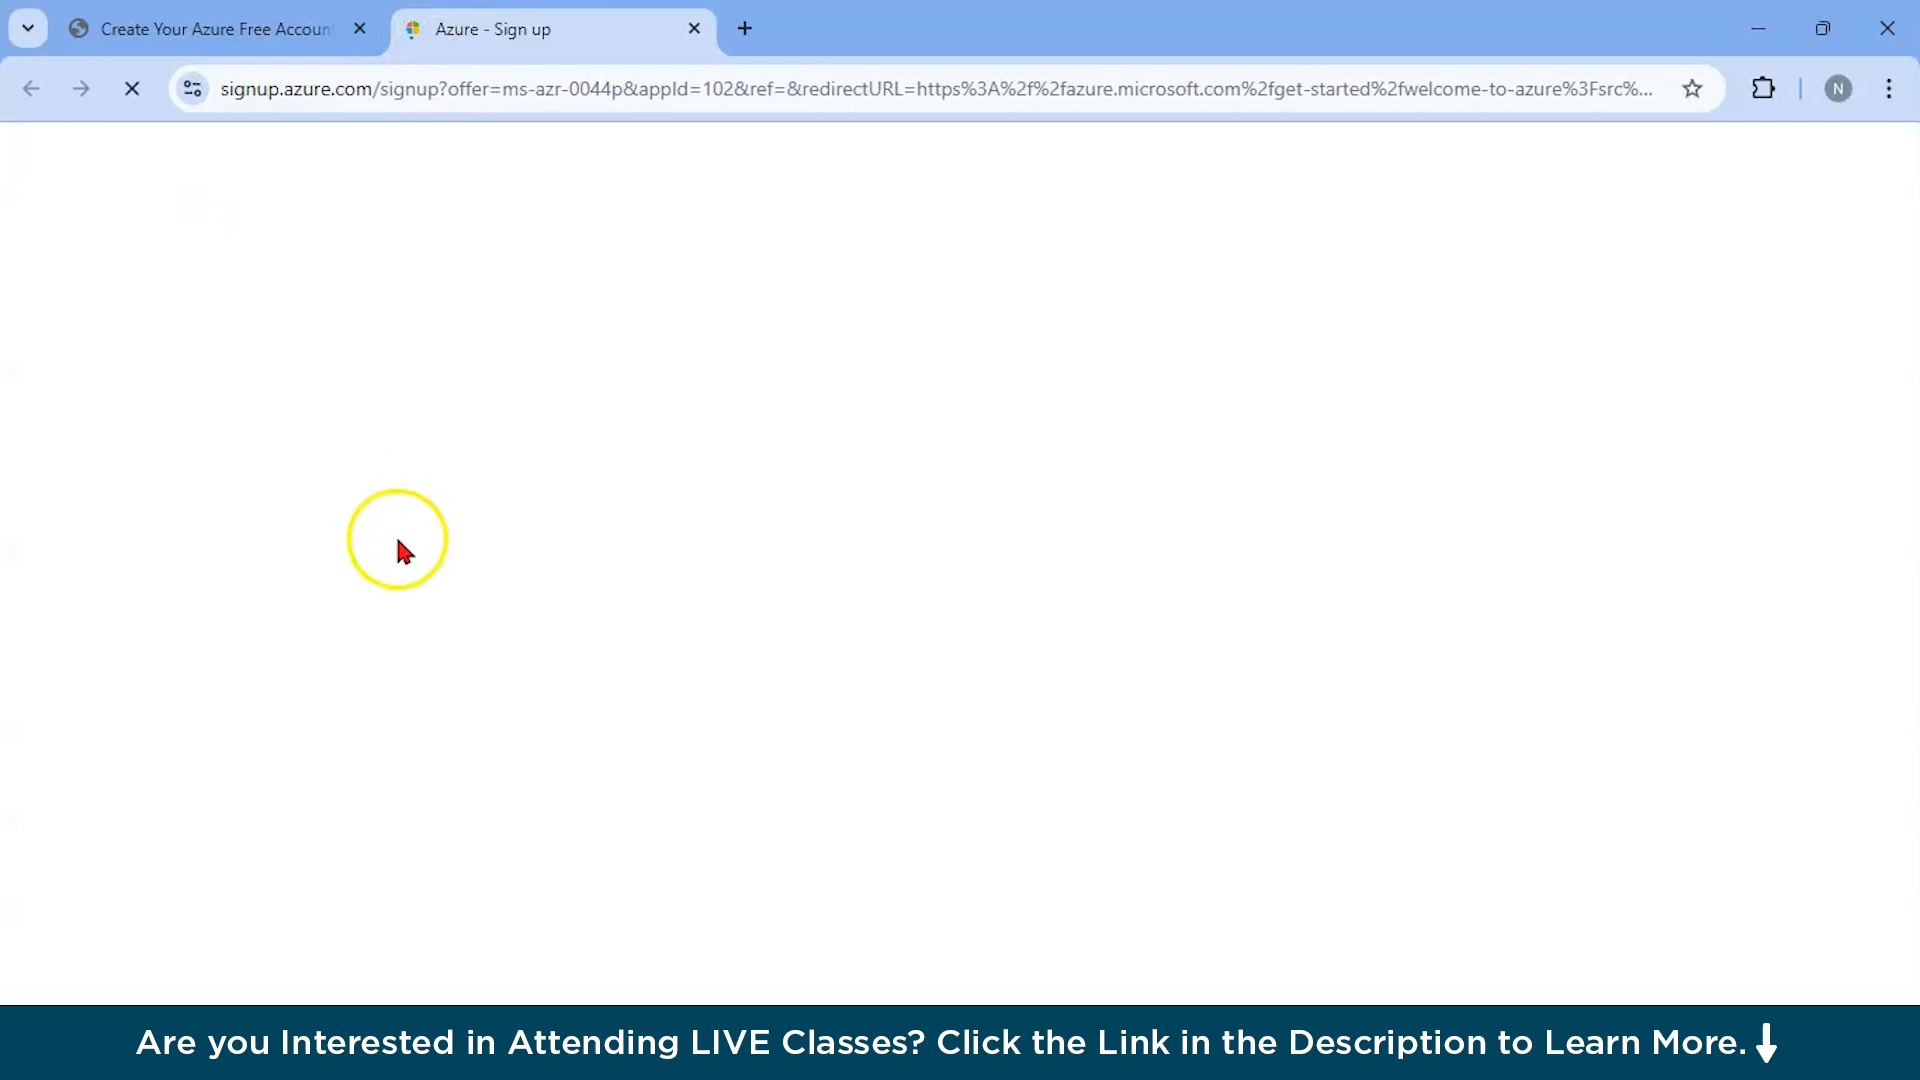 Create Your Azure Free Accoun
Azure - Sign up
signup.azure.com/signup?offer=ms-azr-0044p&appId=102&ref=&redirectURL=https%3A%2f%2fazure.microsoft.com%2fget-started%2fwelcome-to-azure%3Fsrc%...
N
Are you Interested in Attending LIVE Classes? Click the Link in the Description to Learn More.